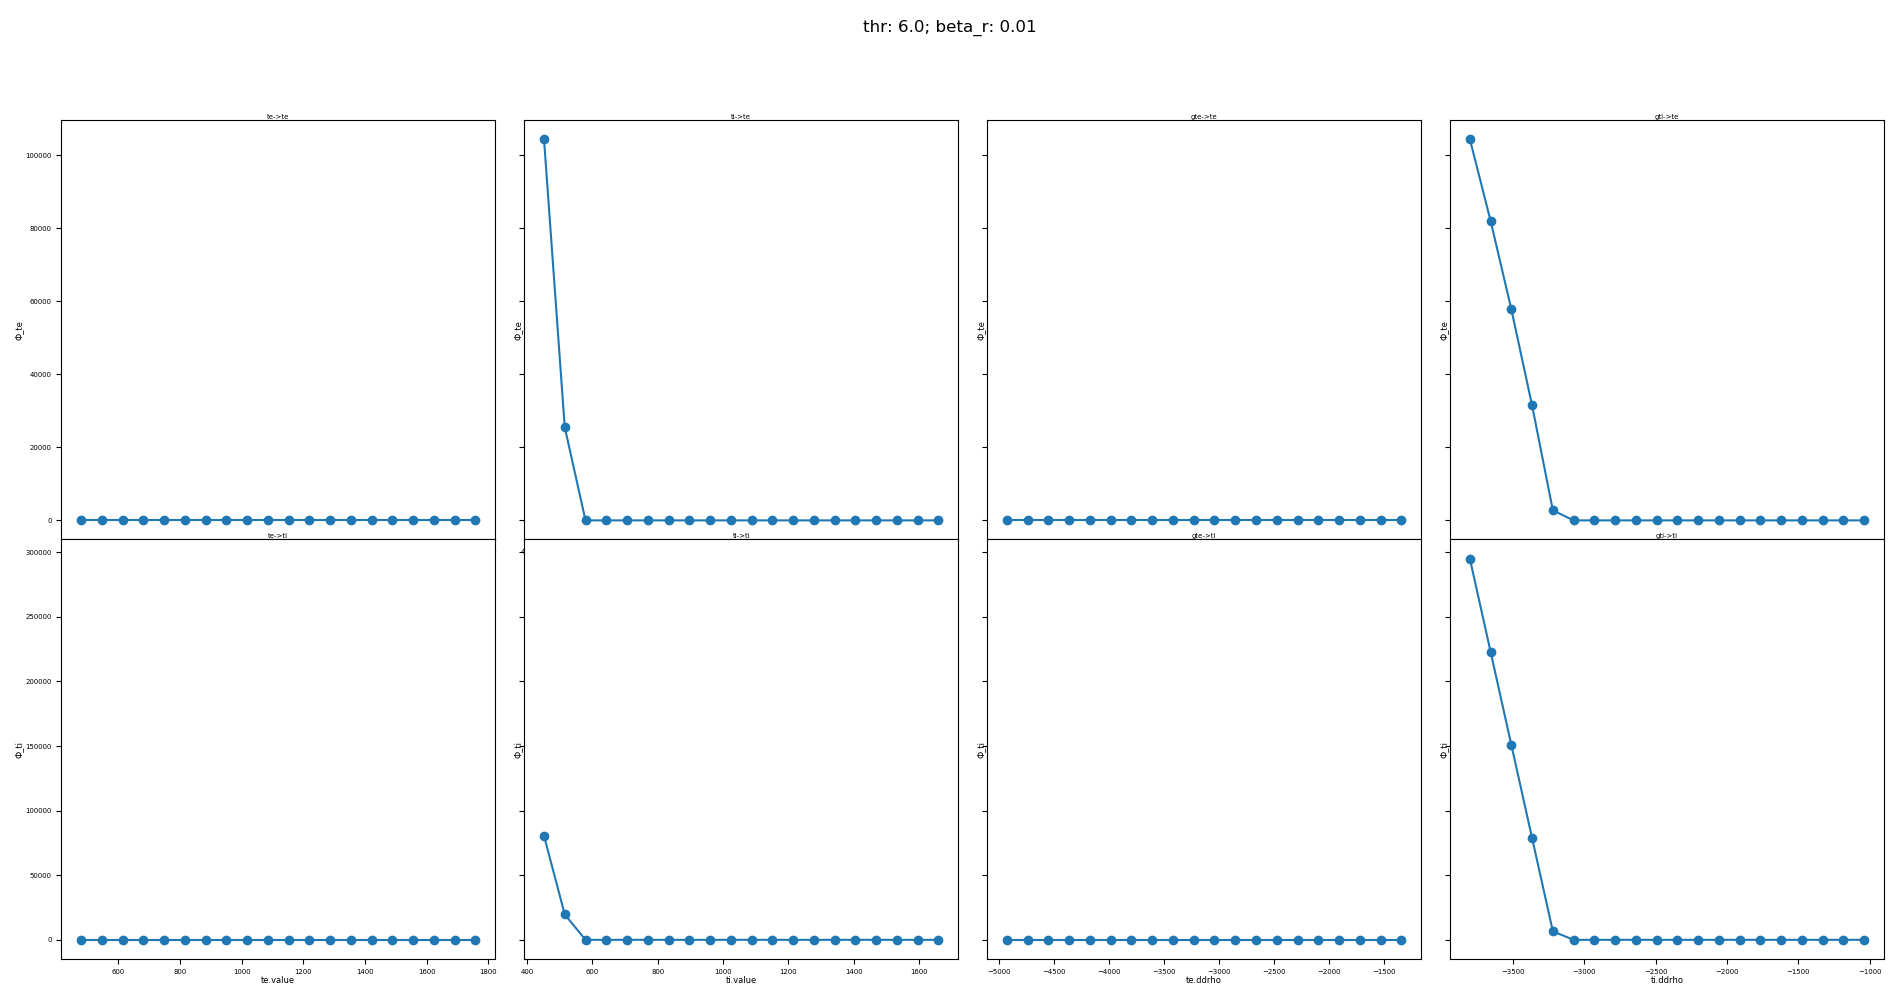 thr: 6.0; beta_r: 0.01
te->te
ti->te
gte->te
gti->te
100000
80000
60000
40000
20000
0
Φ_te
Φ_te
Φ_te
Φ_te
te->ti
ti->ti
gte->ti
gti->ti
300000
250000
200000
150000
100000
50000
0
Φ_ti
Φ_ti
Φ_ti
Φ_ti
600 800 1000 1200 1400 1600 1800
400 600 800 1000 1200 1400 1600
−5000 −4500 −4000 −3500 −3000 −2500 −2000 −1500
−3500 −3000 −2500 −2000 −1500 −1000
te.value
ti.value
te.ddrho
ti.ddrho